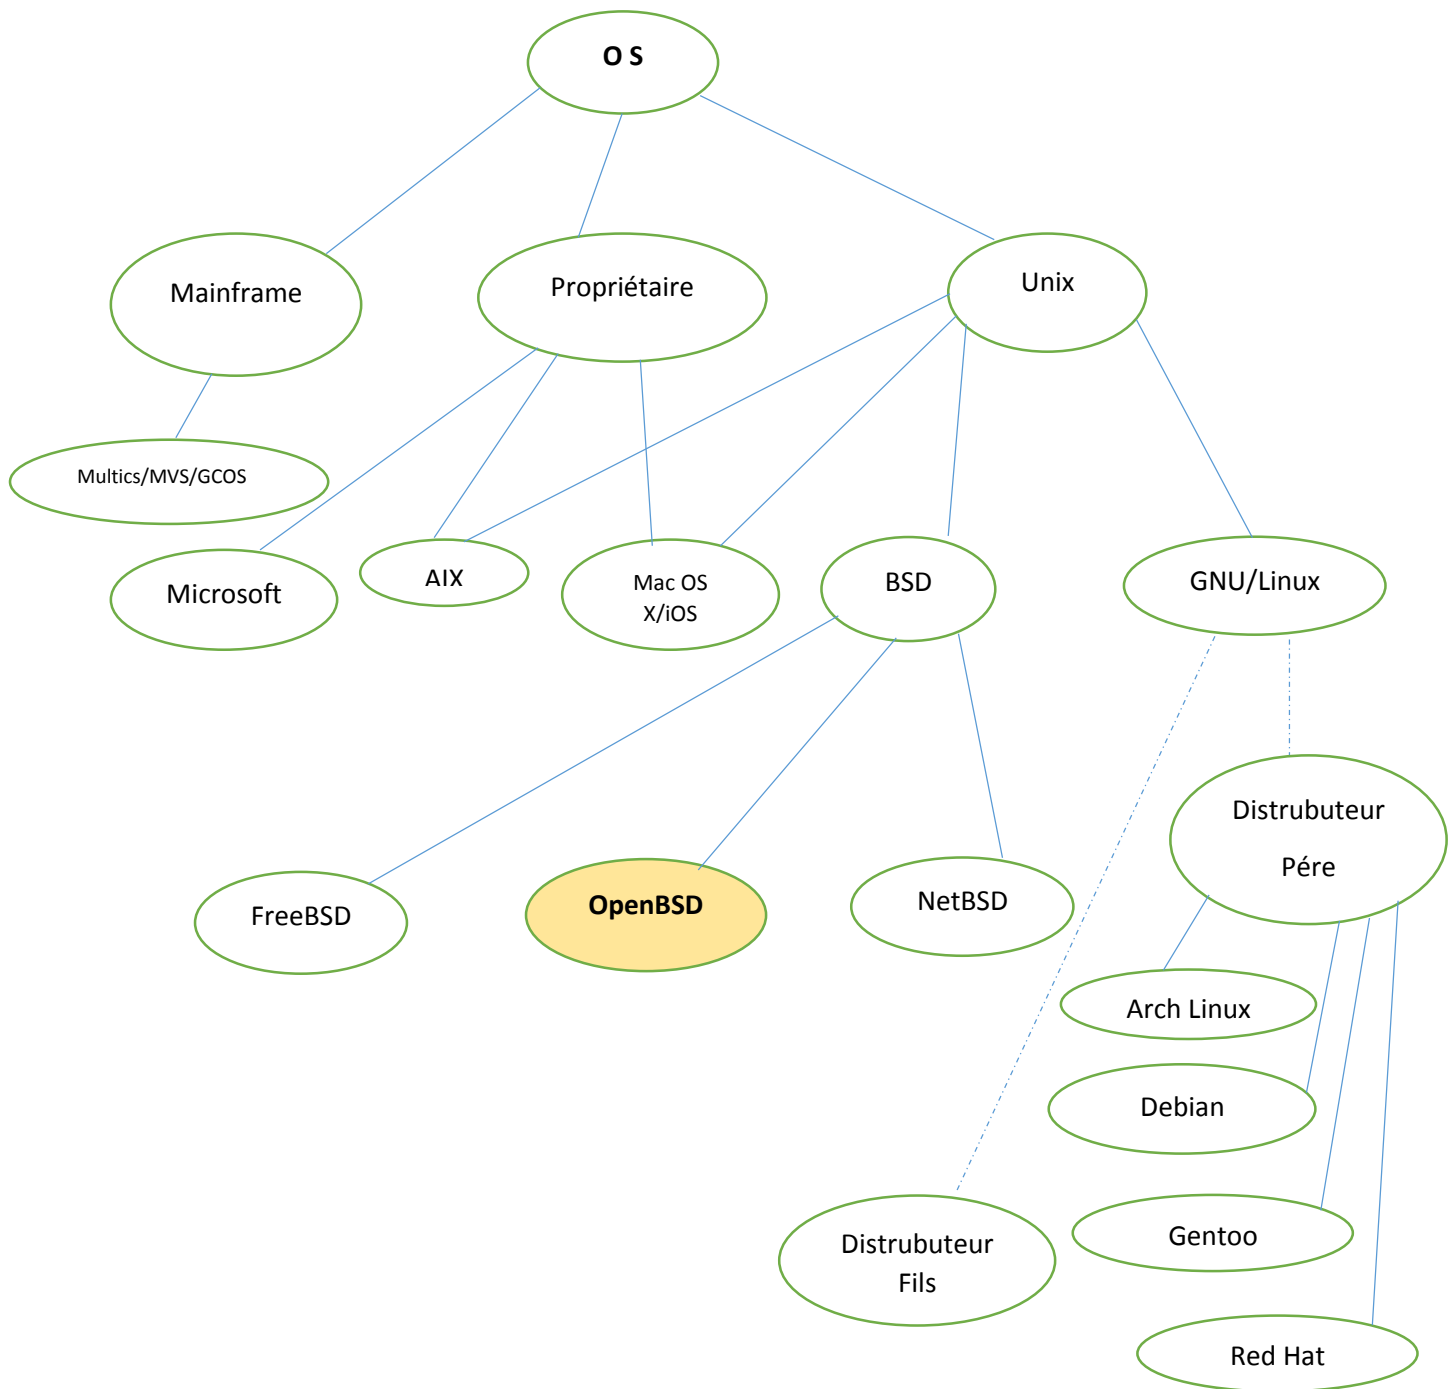 O S
Mainframe
Propriétaire
Unix
Multics/MVS/GCOS
Microsoft
AIX
Mac OS
X/iOS
BSD
GNU/Linux
Distrubuteur
Pére
FreeBSD
OpenBSD
NetBSD
Arch Linux
Debian
Gentoo
Distrubuteur
Fils
Red Hat